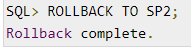 SQL> ROLLBACK TO SP2;
Rollback complete.